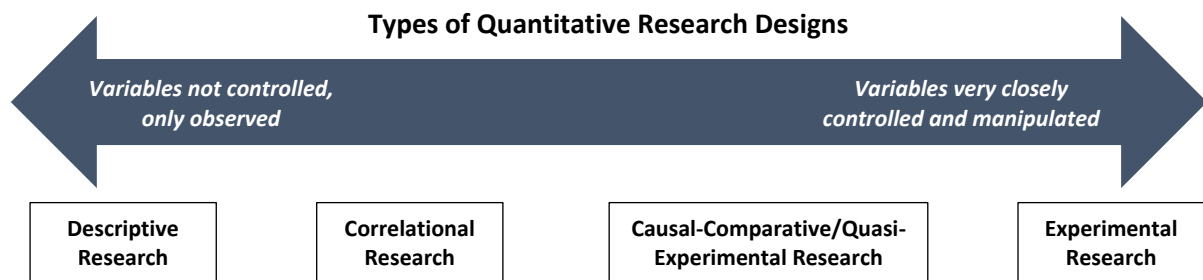 Types of Quantitative Research Designs
Variables not controlled,
only observed
Variables very closely
controlled and manipulated
Descriptive
Research
Correlational
Research
Causal-Comparative/Quasi-
Experimental Research
Experimental
Research